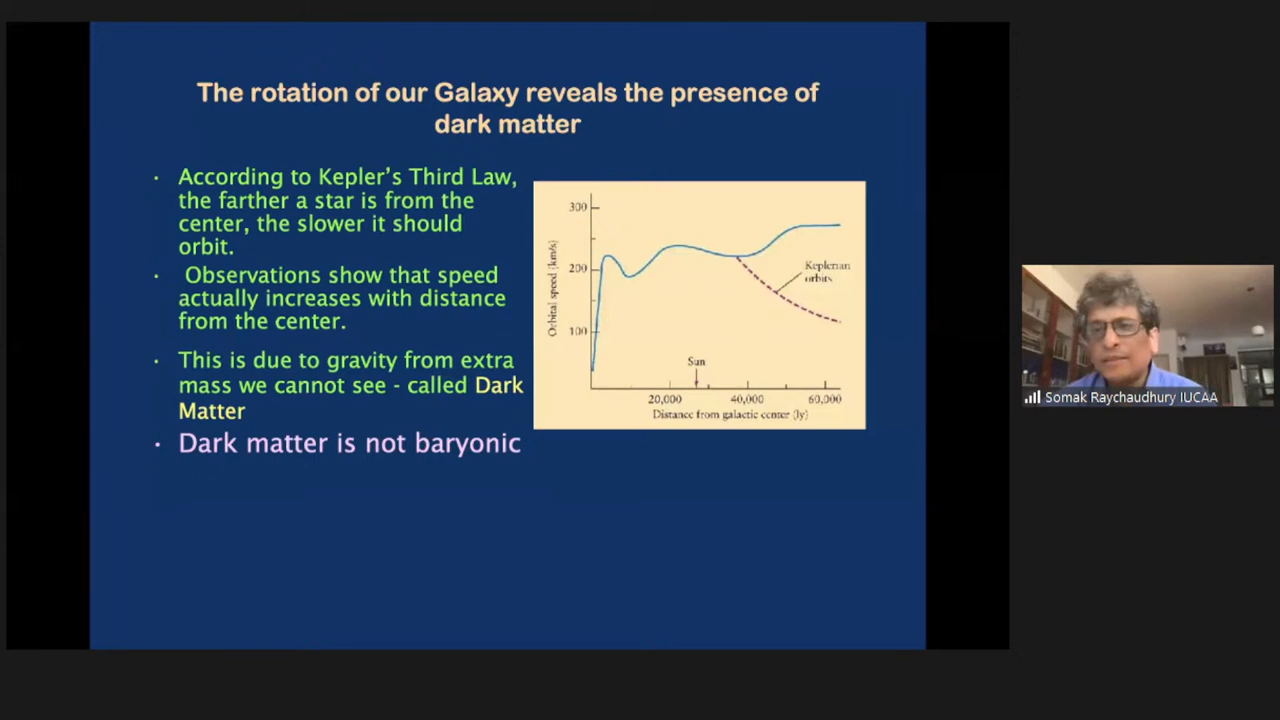 The rotation of our Galaxy reveals the presence of
dark matter
· According to Kepler's Third Law,
the farther a star is from the
center, the slower it should
orbit.
· Observations show that speed
actually increases with distance
from the center.
· This is due to gravity from extra
mass we cannot see - called Dark
Matter
· Dark matter is not baryonic
300
200
100
Orbital speed (km/s)
Keplerian
orbits
Sun
20,000 40,000 60,000
Distance from galactic center (ly)
Somak Raychaudhury IUCAA